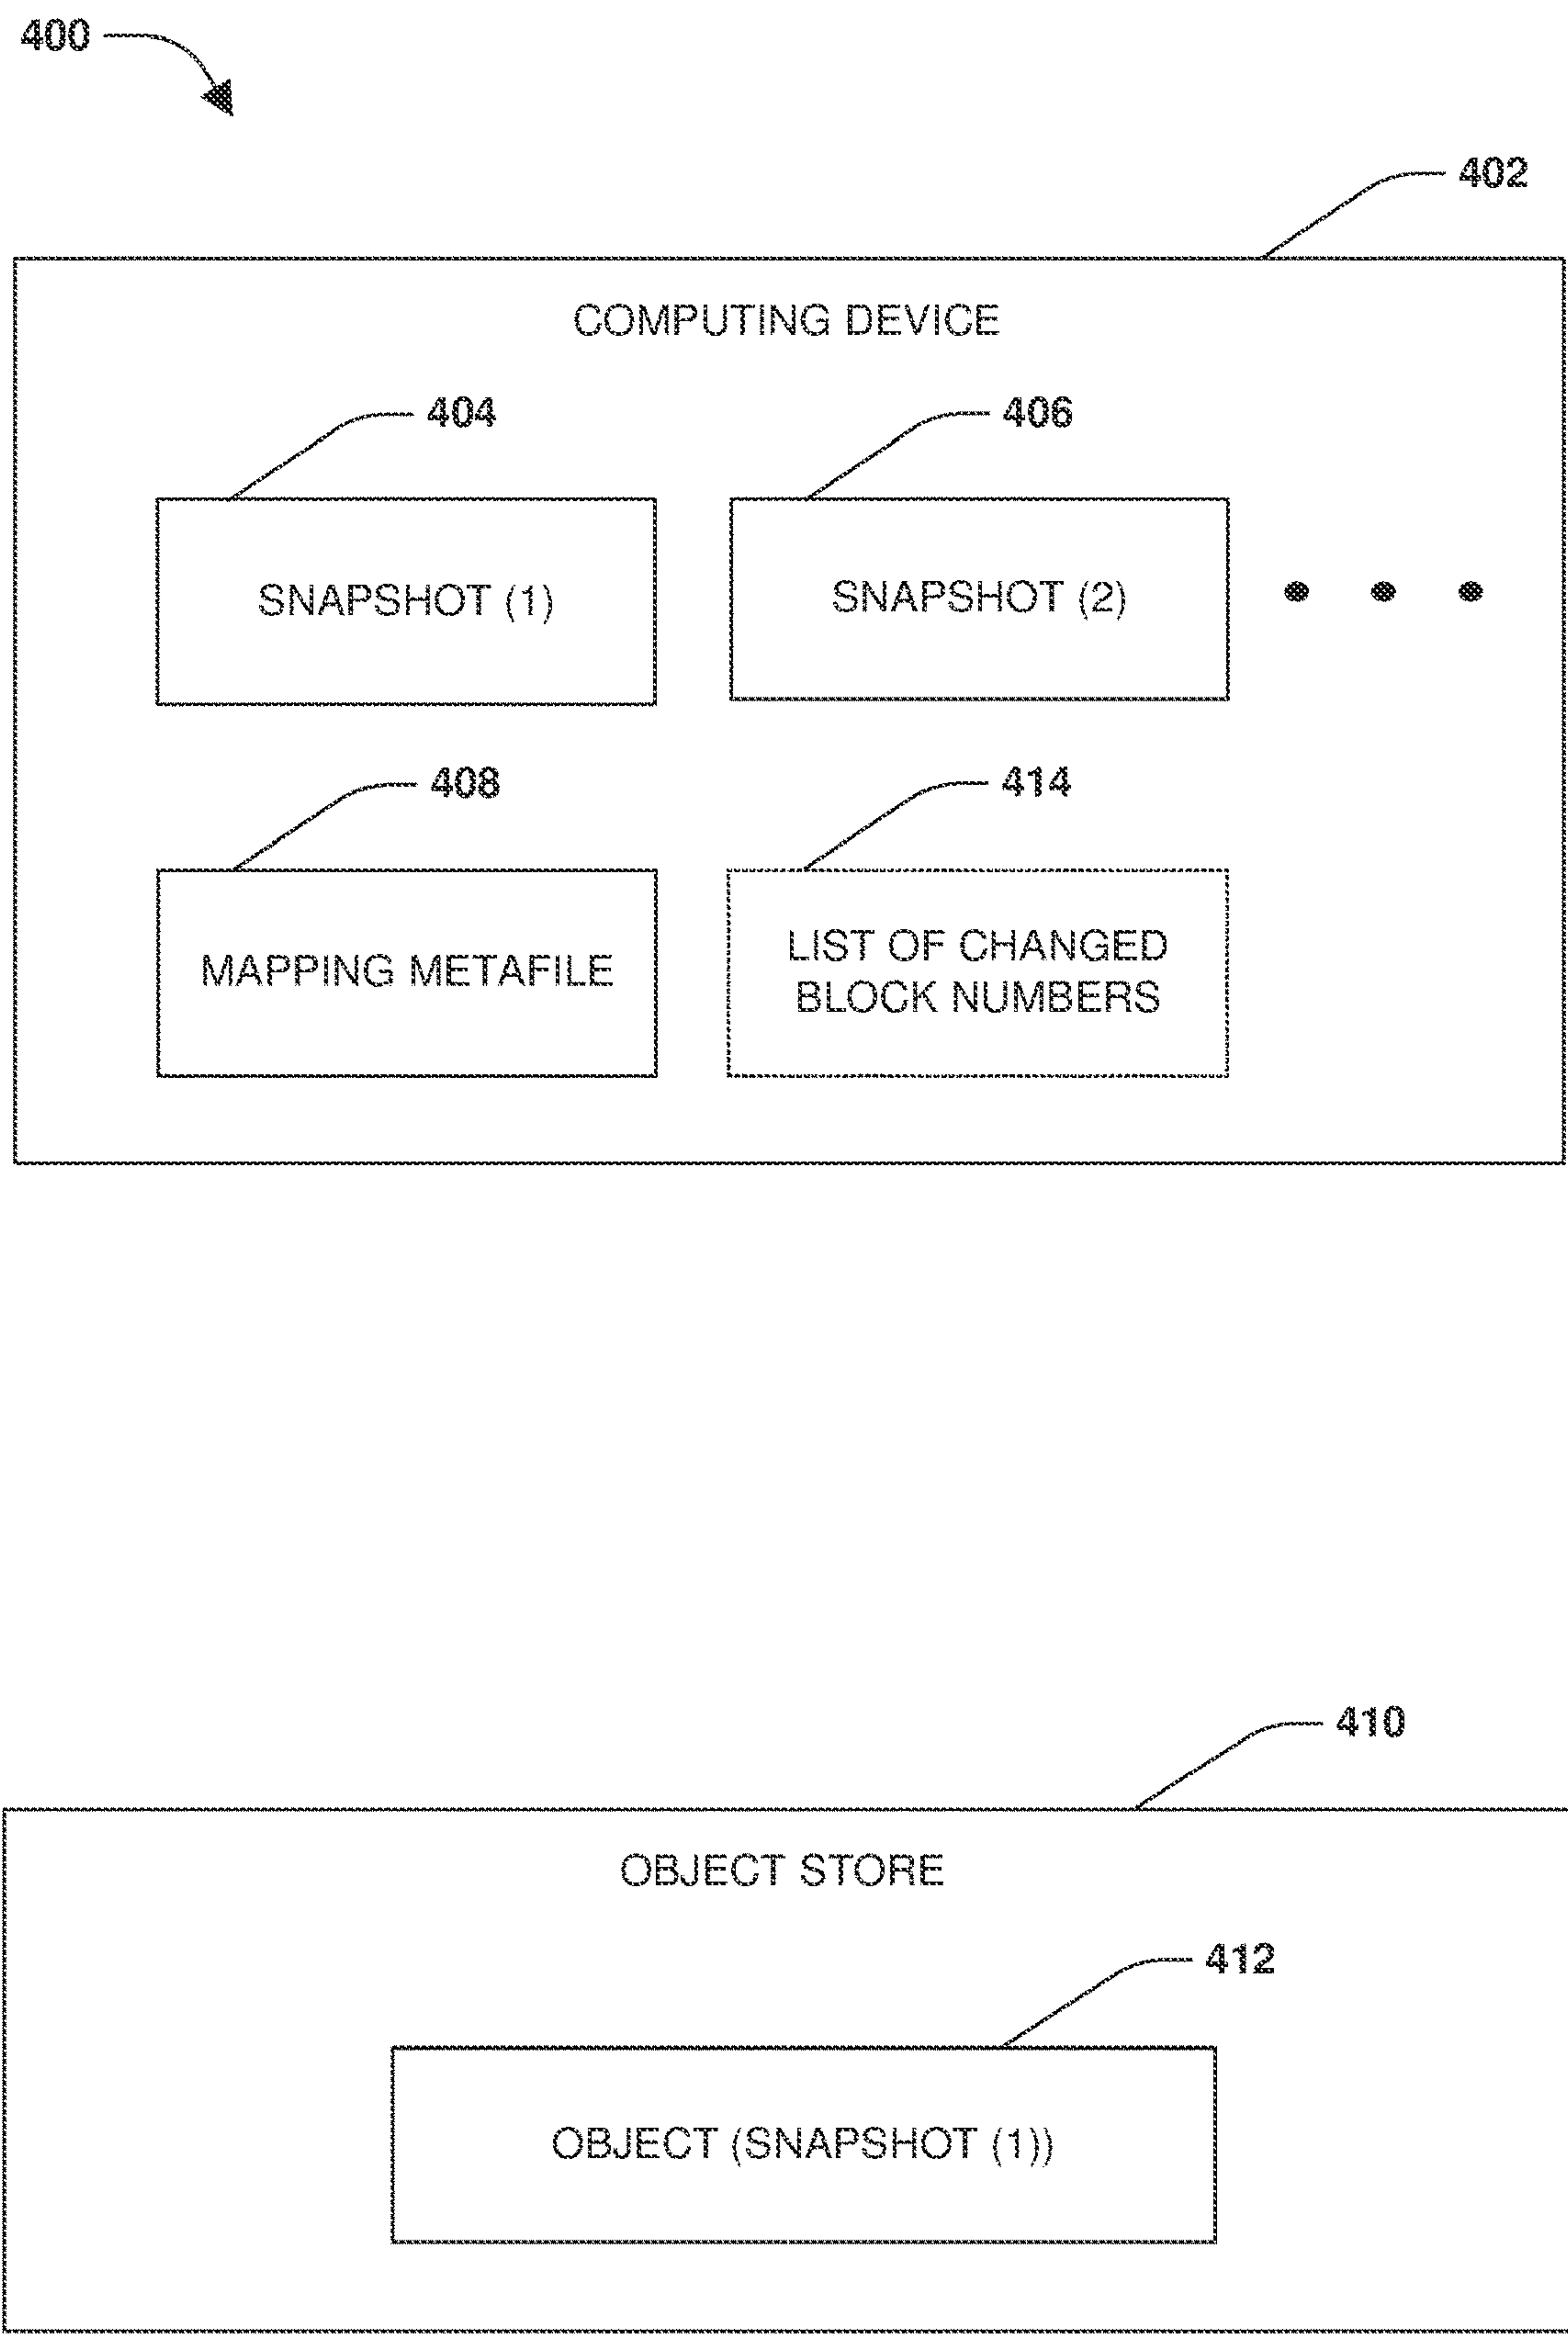 400
402
COMPUTING DEVICE
404
406
SNAPSHOT (1)
SNAPSHOT (2)
408
414
MAPPING METAFILE
LIST OF CHANGED
BLOCK NUMBERS
410
OBJECT STORE
412
OBJECT (SNAPSHOT (1))